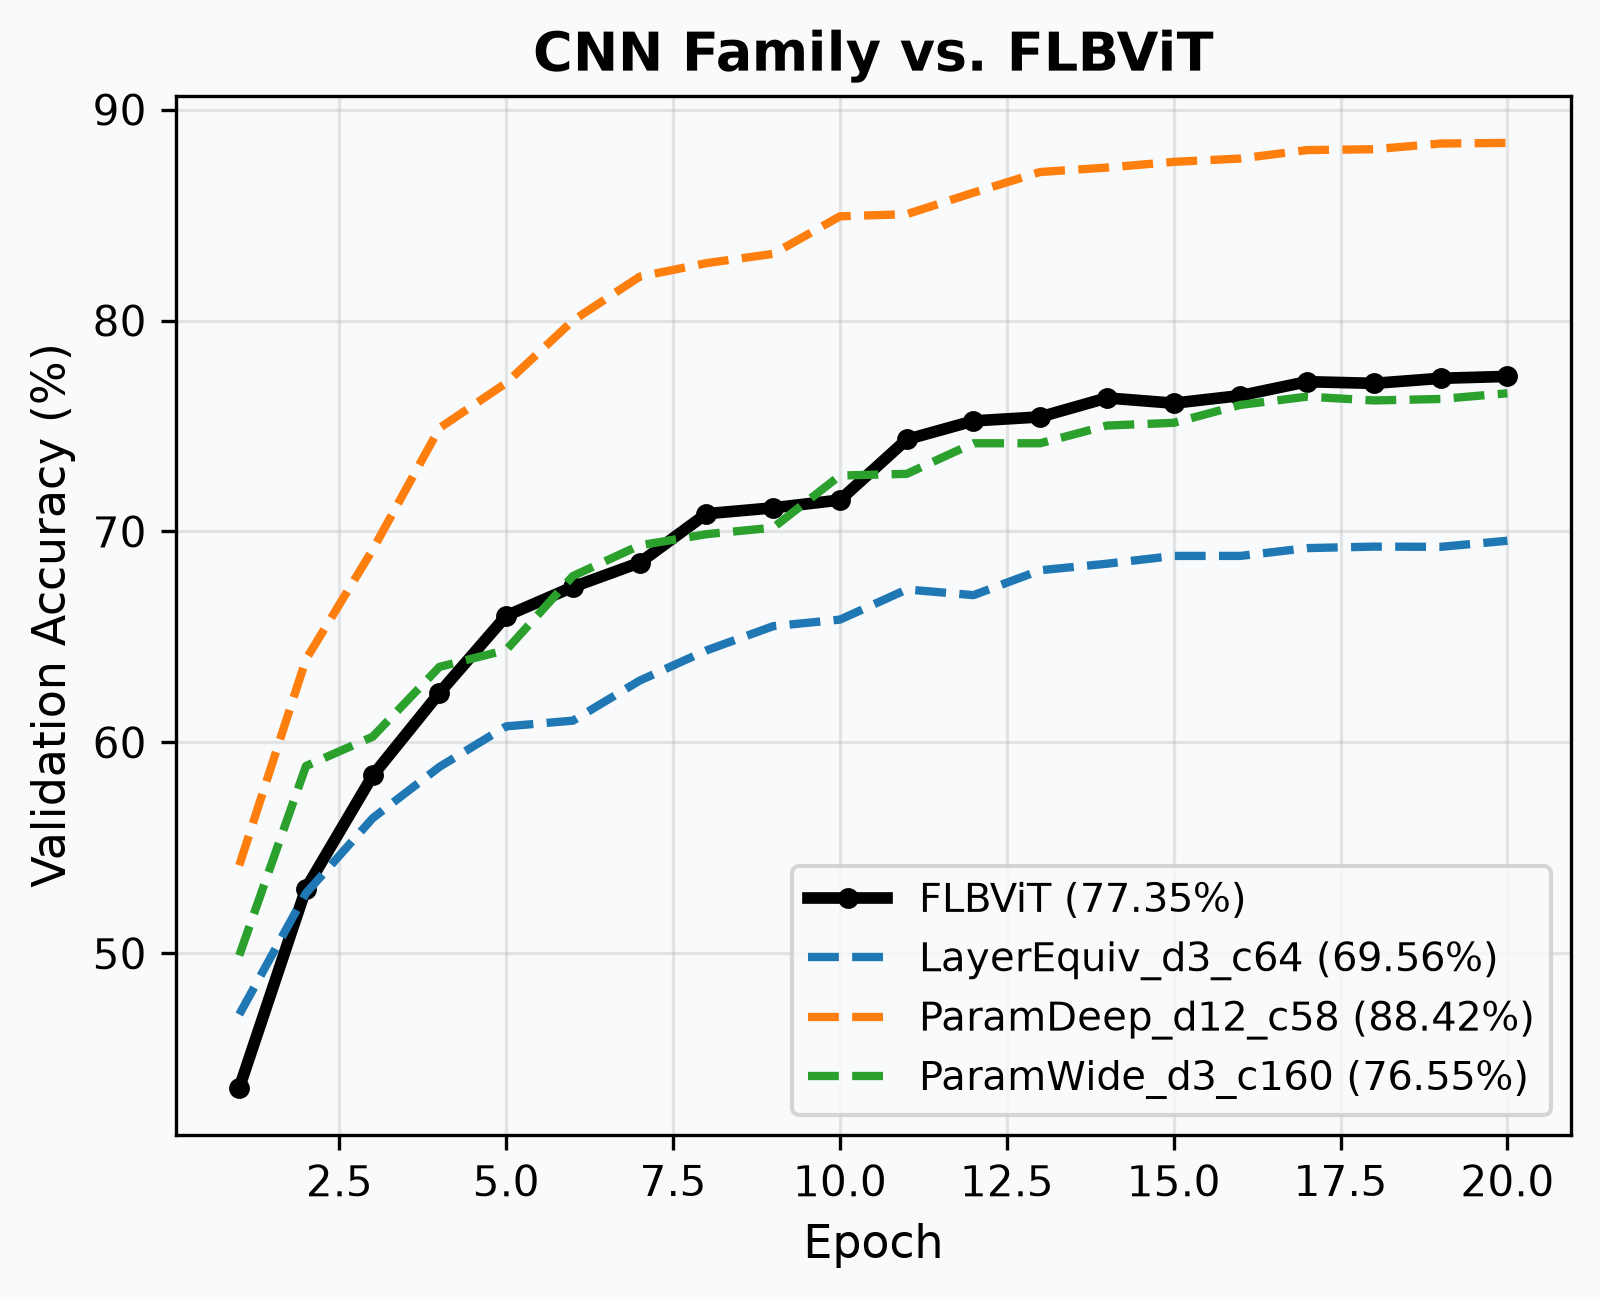 CNN Family vs. FLBViT
Validation Accuracy (%)
90
80
70
60
50
FLBViT (77.35%)
LayerEquiv_d3_c64 (69.56%)
ParamDeep_d12_c58 (88.42%)
ParamWide_d3_c160 (76.55%)
2.5 5.0 7.5 10.0 12.5 15.0 17.5 20.0
Epoch